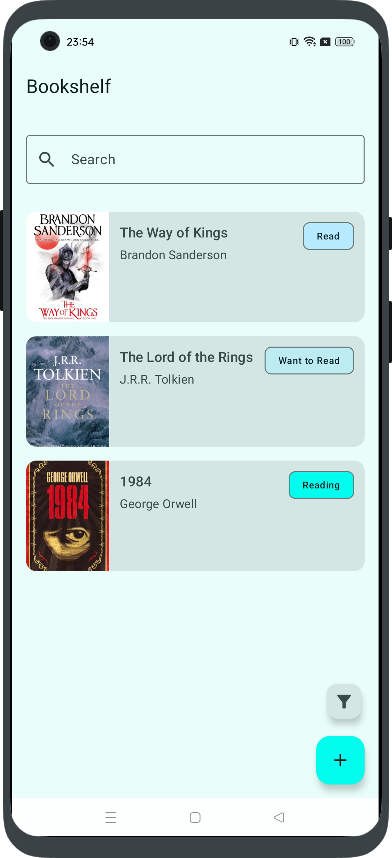 23:54
100
Bookshelf
Search
BRANDON
SANDERSON
THE
WAY OF KINGS
The Way of Kings
Brandon Sanderson
Read
J.R.R.
TOLKIEN
THE
LORD
OF THE
RINGS
The Lord of the Rings
J.R.R. Tolkien
Want to Read
GEORGE ORWELL
1984
1984
George Orwell
Reading